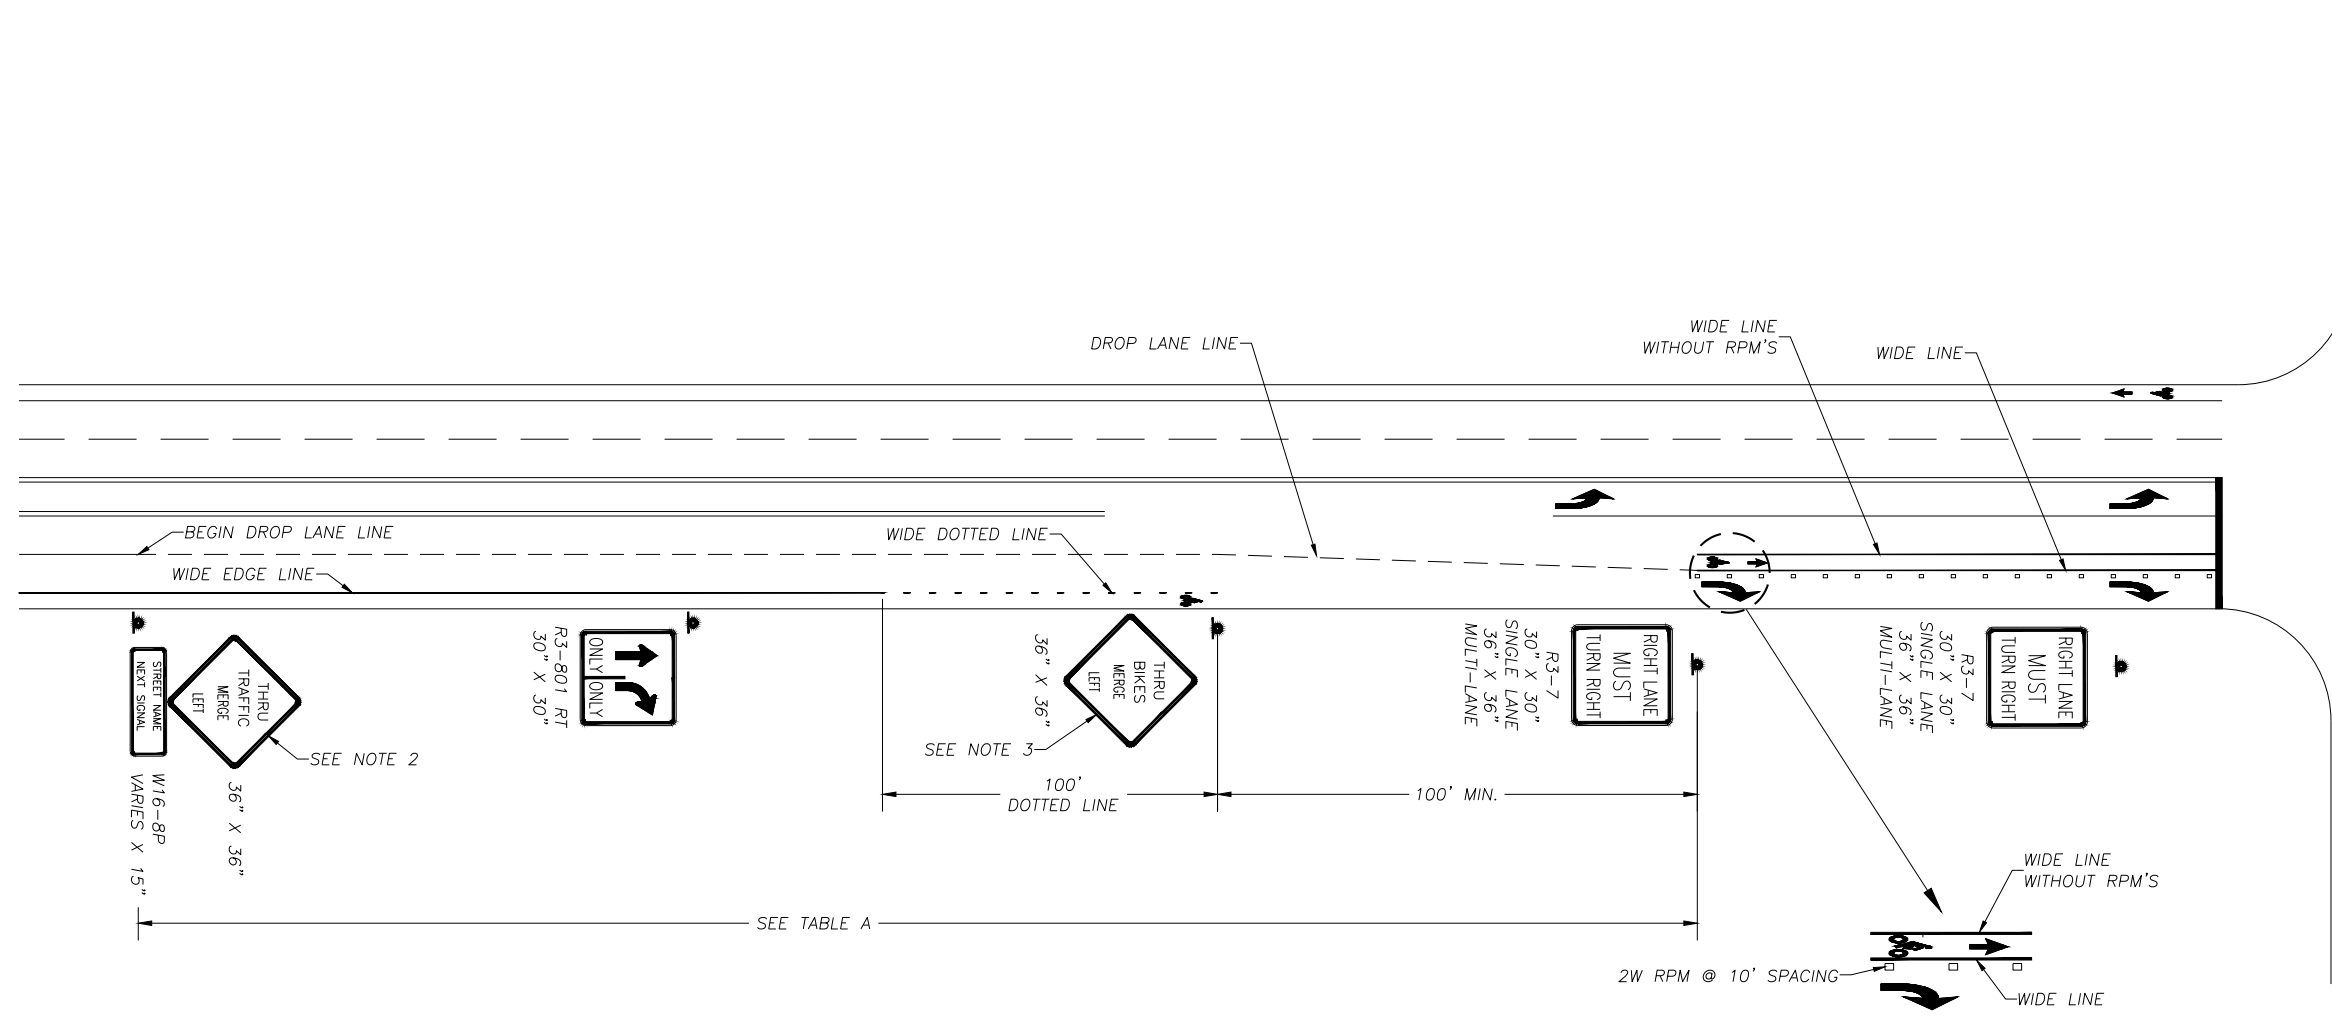 WIDE LINE
WITHOUT RPM'S
DROP LANE LINE
WIDE LINE
BEGIN DROP LANE LINE
WIDE DOTTED LINE
WIDE EDGE LINE
STREET NAME
NEXT SIGNAL
THRU
TRAFFIC
MERGE
LEFT
SEE NOTE 2
W16-8P
VARIES X 15"
36" X 36"
R3-801 RT
30" X 30"
ONLY
ONLY
36" X 36"
THRU
BIKES
MERGE
LEFT
SEE NOTE 3
100'
DOTTED LINE
100' MIN.
R3-7
30" X 30"
SINGLE LANE
36" X 36"
MULTI-LANE
RIGHT LANE
MUST
TURN RIGHT
R3-7
30" X 30"
SINGLE LANE
36" X 36"
MULTI-LANE
RIGHT LANE
MUST
TURN RIGHT
SEE TABLE A
WIDE LINE
WITHOUT RPM'S
2W RPM @ 10' SPACING
WIDE LINE